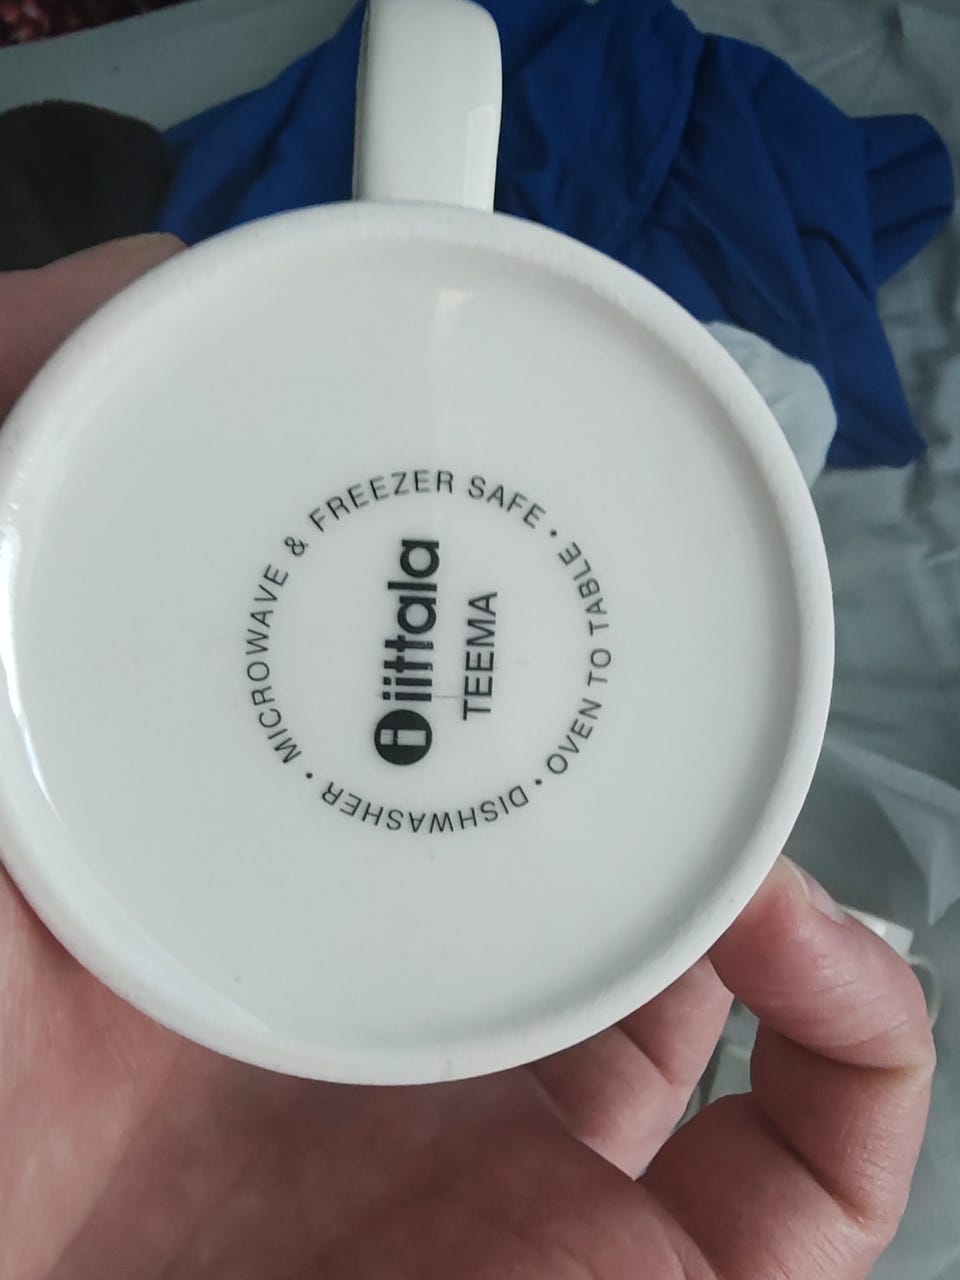 iittala
TEEMA
MICROWAVE & FREEZER SAFE • OVEN TO TABLE • DISHWASHER •